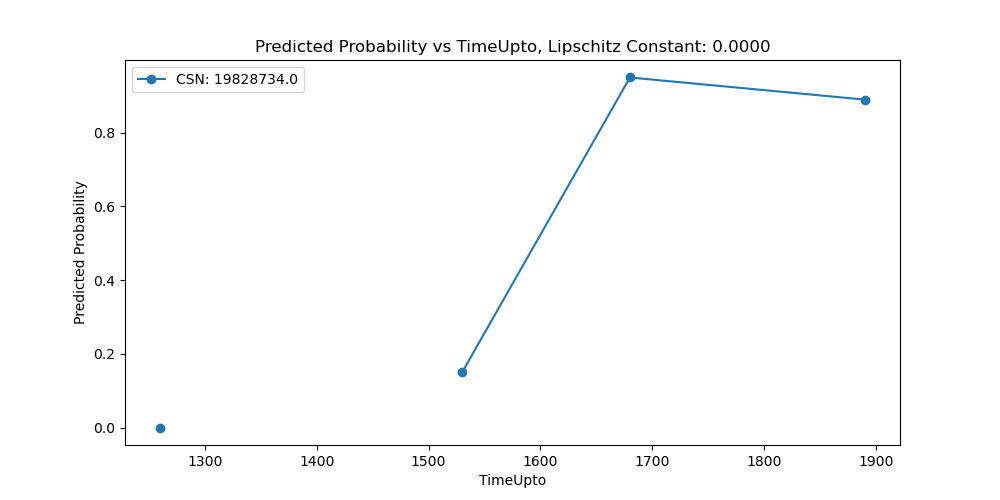 Predicted Probability vs TimeUpto, Lipschitz Constant: 0.0000
CSN: 19828734.0
Predicted Probability
0.8
0.6
0.4
0.2
0.0
1300 1400 1500 1600 1700 1800 1900
TimeUpto